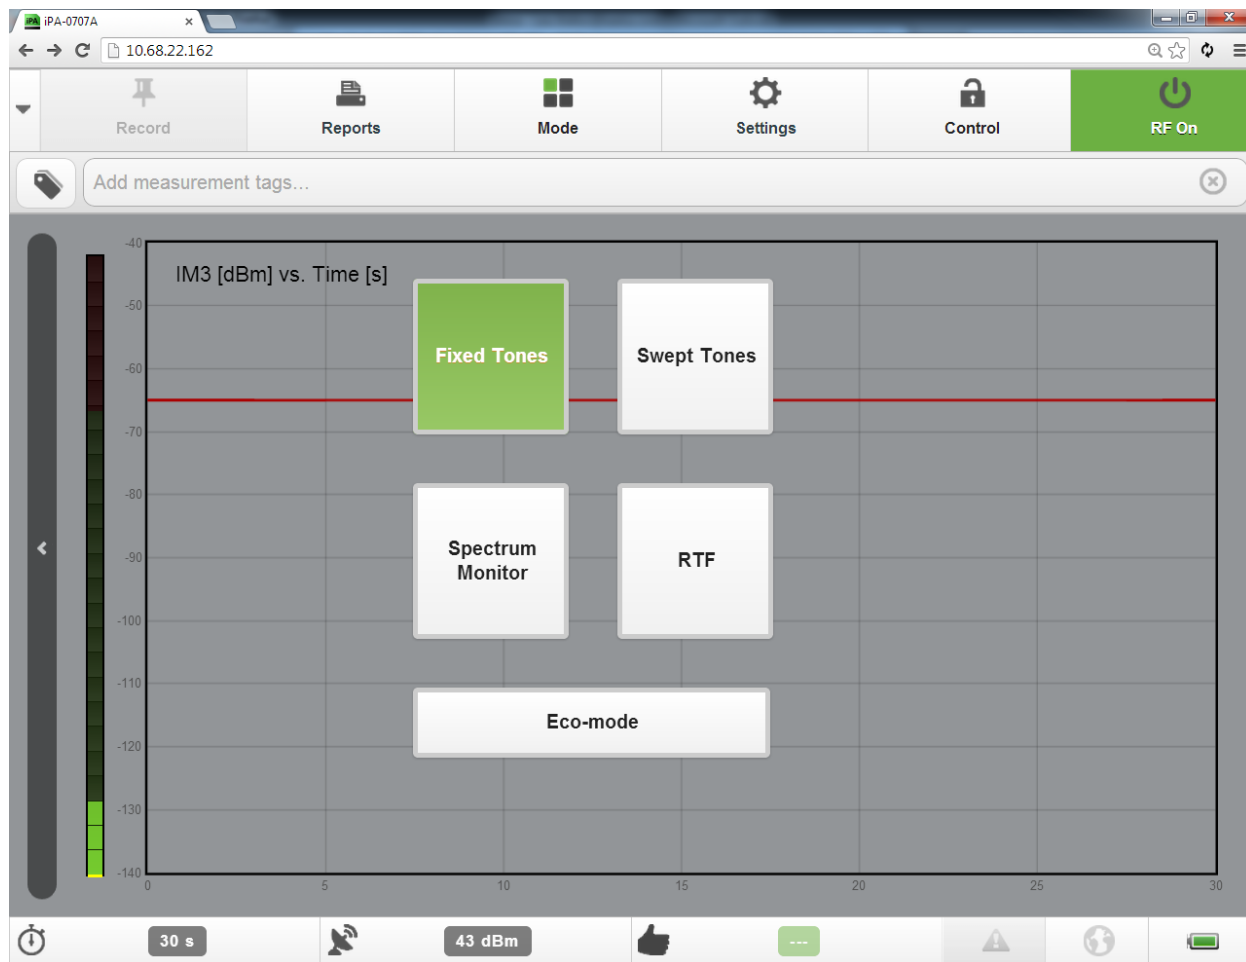 iPA iPA-0707A
10.68.22.162
Record
Reports
Mode
Settings
Control
RF On
Add measurement tags...
IM3 [dBm] vs. Time [s]
-40
-50
-60
-70
-80
-90
-100
-110
-120
-130
-140
Fixed Tones
Swept Tones
Spectrum
Monitor
RTF
Eco-mode
0 5 10 15 20 25 30
30 s
43 dBm
---